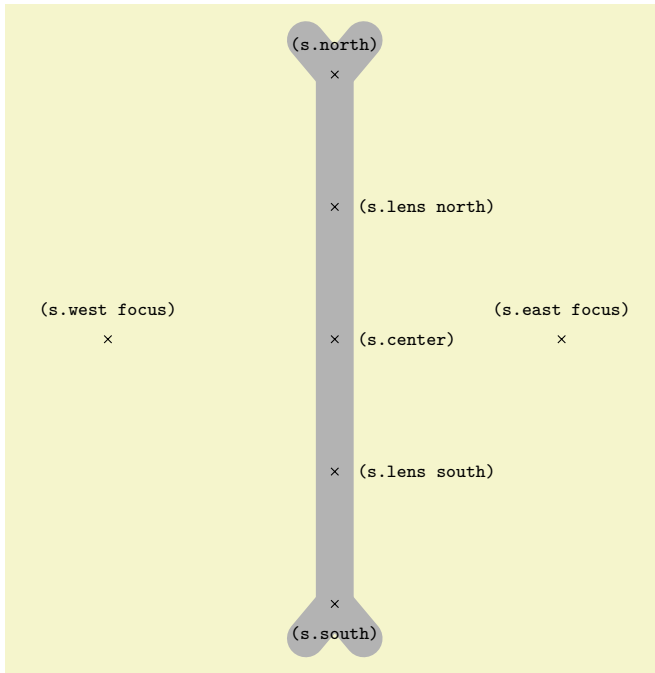 (s.north)
(s.lens north)
(s.west focus)
(s.east focus)
(s.center)
(s.lens south)
(s.south)